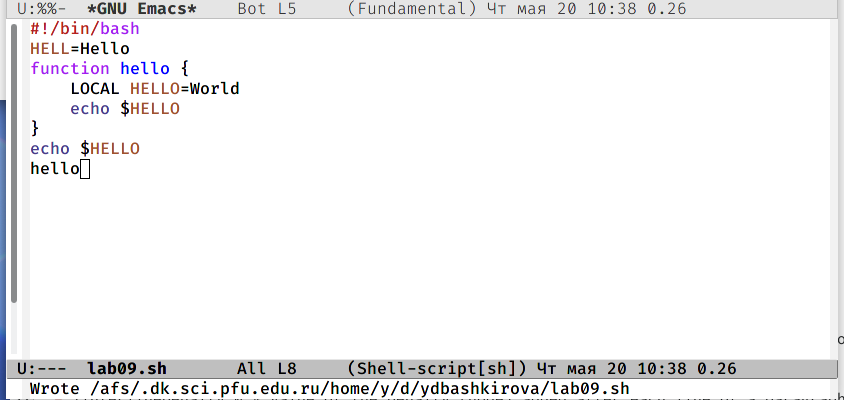 U:%%-  *GNU Emacs*    Bot L5     (Fundamental) Чт мая 20 10:38 0.26
#!/bin/bash
HELL=Hello
function hello {
    LOCAL HELLO=World
    echo $HELLO
}
echo $HELLO
hello
U:---  lab09.sh       All L8     (Shell-script[sh]) Чт мая 20 10:38 0.26
Wrote /afs/.dk.sci.pfu.edu.ru/home/y/d/ydbashkirova/lab09.sh